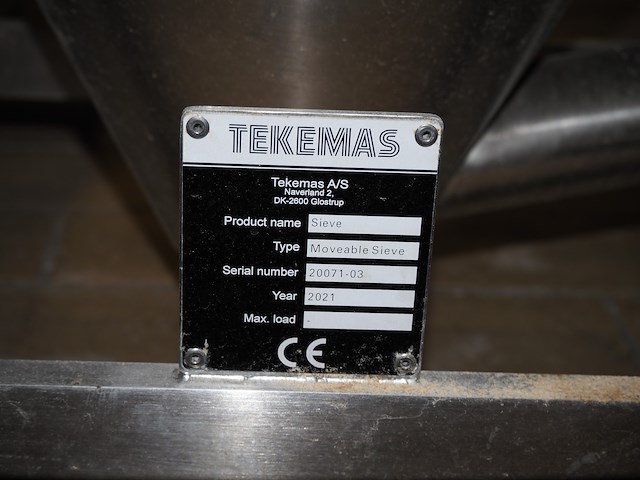 TEKEMAS
Tekemas A/S
Naverland 2,
DK-2600 Glostrup
Product name Sieve
Type Moveable Sieve
Serial number 20071-03
Year 2021
Max. load -
CE